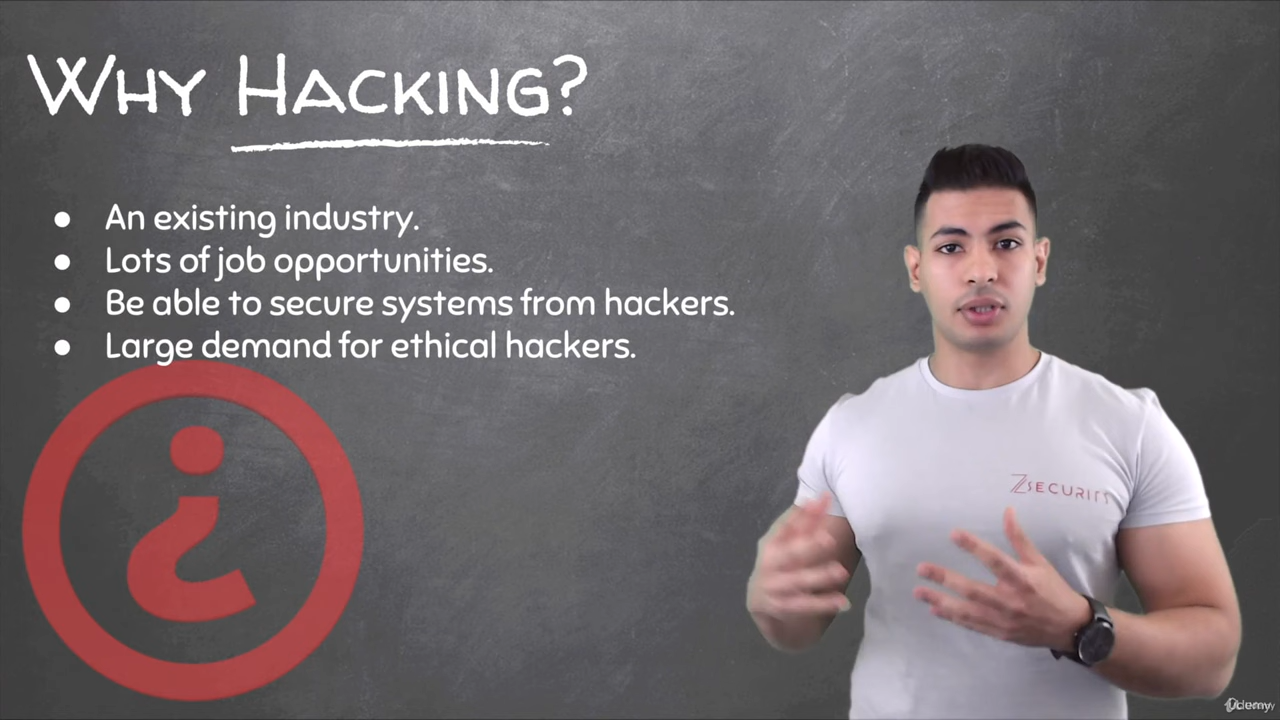 WHY HACKING?
● An existing industry.
● Lots of job opportunities.
● Be able to secure systems from hackers.
● Large demand for ethical hackers.
¿
ZSECURITY
Udemy